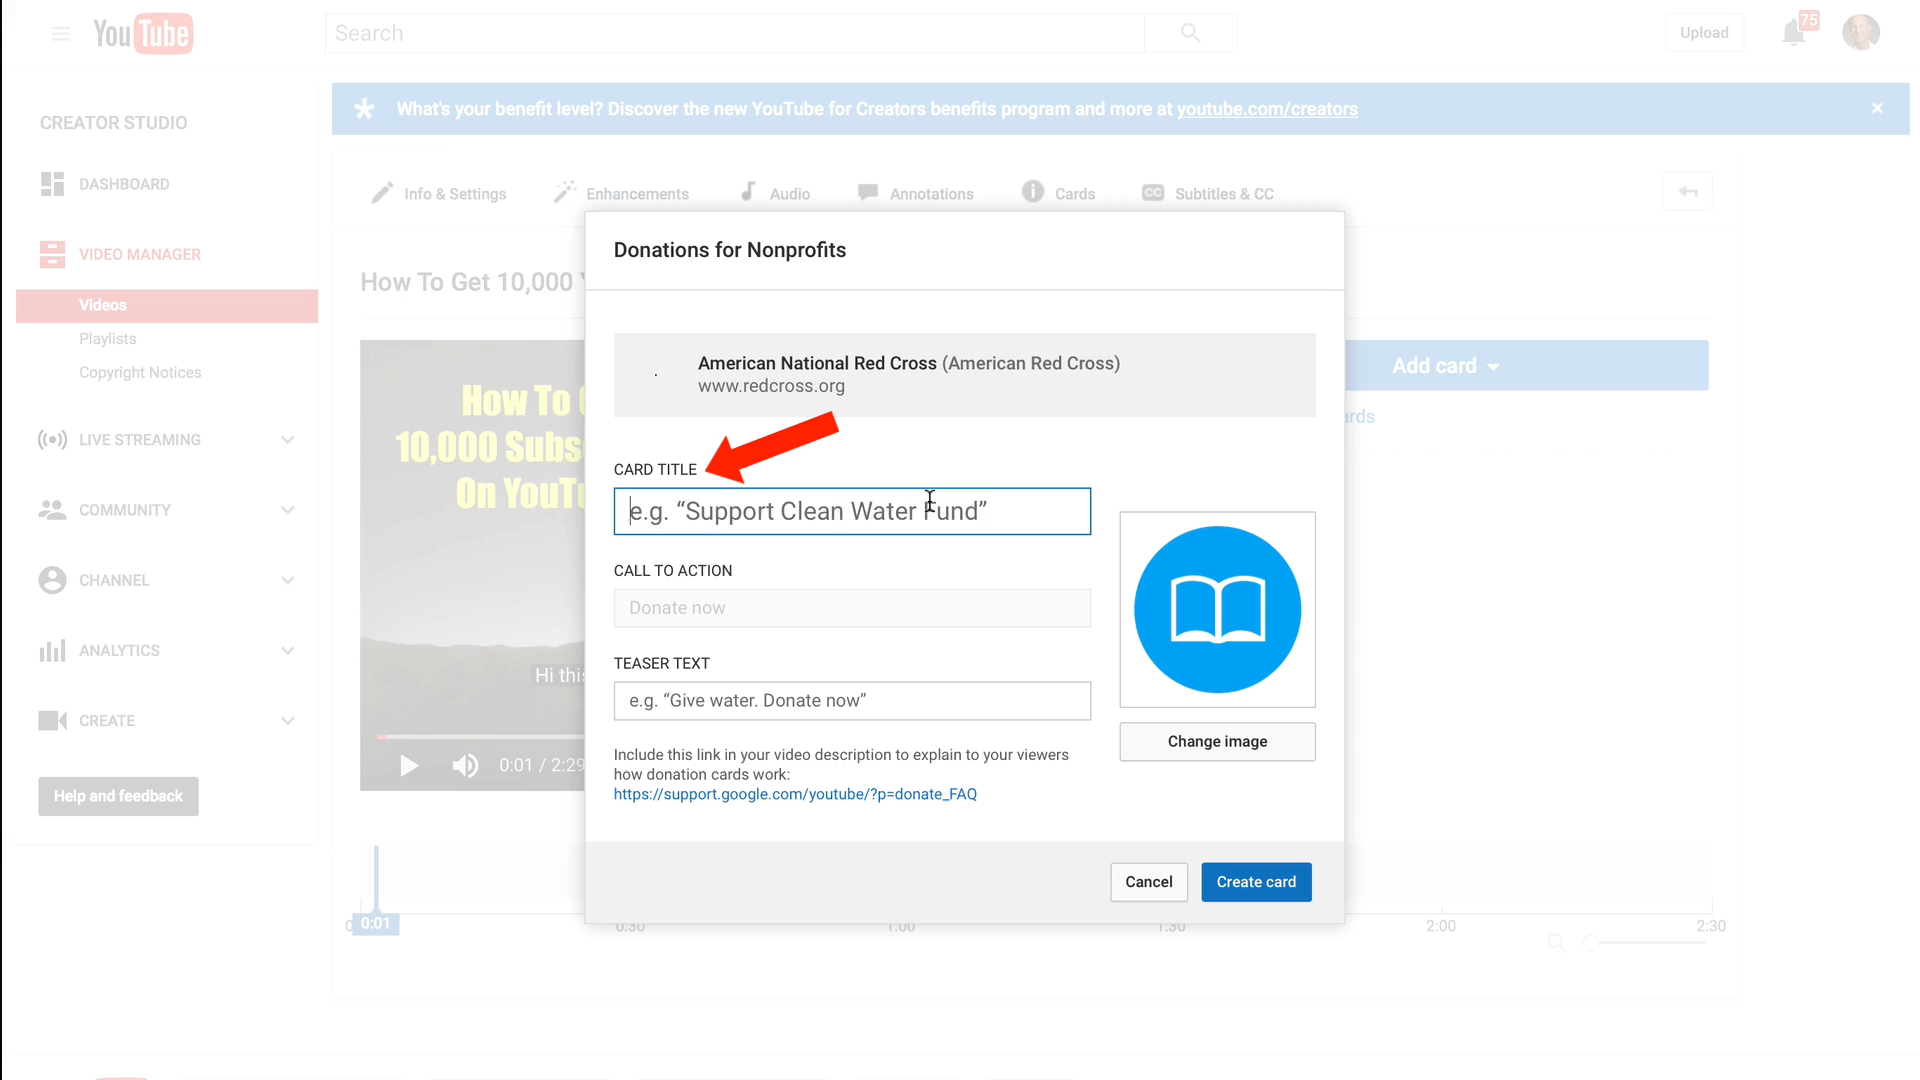 YouTube
Search
Upload
75
What's your benefit level? Discover the new YouTube for Creators benefits program and more at youtube.com/creators
CREATOR STUDIO
DASHBOARD
VIDEO MANAGER
Videos
Playlists
Copyright Notices
LIVE STREAMING
COMMUNITY
CHANNEL
ANALYTICS
CREATE
Help and feedback
Info & Settings
Enhancements
Audio
Annotations
Cards
CC Subtitles & CC
How To Get 10,000
How To
10,000 Subs
On YouTu
Hi this
0:01 / 2:29
Add card
ards
Donations for Nonprofits
American National Red Cross (American Red Cross)
www.redcross.org
CARD TITLE
e.g. “Support Clean Water Fund”
CALL TO ACTION
Donate now
TEASER TEXT
e.g. “Give water. Donate now”
Include this link in your video description to explain to your viewers
how donation cards work:
https://support.google.com/youtube/?p=donate_FAQ
Change image
Cancel
Create card
0:01
0:30
1:00
1:30
2:00
2:30